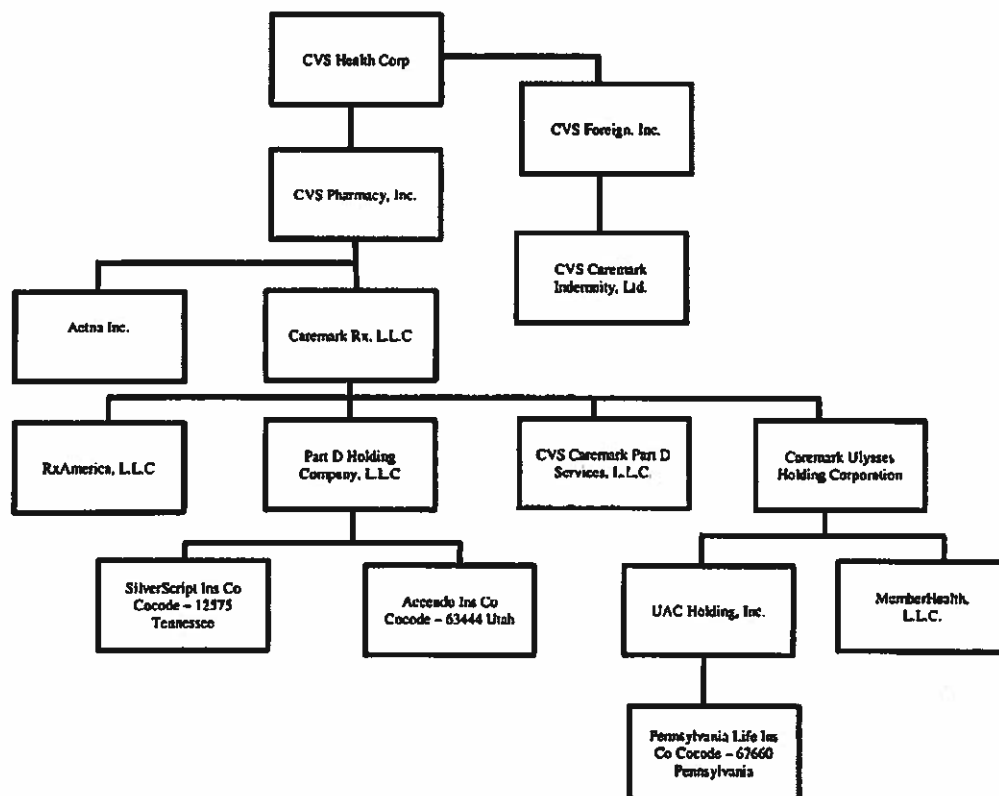 CVS Health Corp
CVS Foreign, Inc.
CVS Pharmacy, Inc.
CVS Caremark
Indemnity, Ltd.
Aetna Inc.
Caremark Rx, L.L.C
RxAmerica, L.L.C
Part D Holding
Company, L.L.C
CVS Caremark Part D
Services, L.L.C
Caremark Ulysses
Holding Corporation
SilverScript Ins Co
Cocode – 12575
Tennessee
Accendo Ins Co
Cocode – 63444 Utah
UAC Holding, Inc.
MemberHealth,
L.L.C.
Pennsylvania Life Ins
Co Cocode – 67660
Pennsylvania